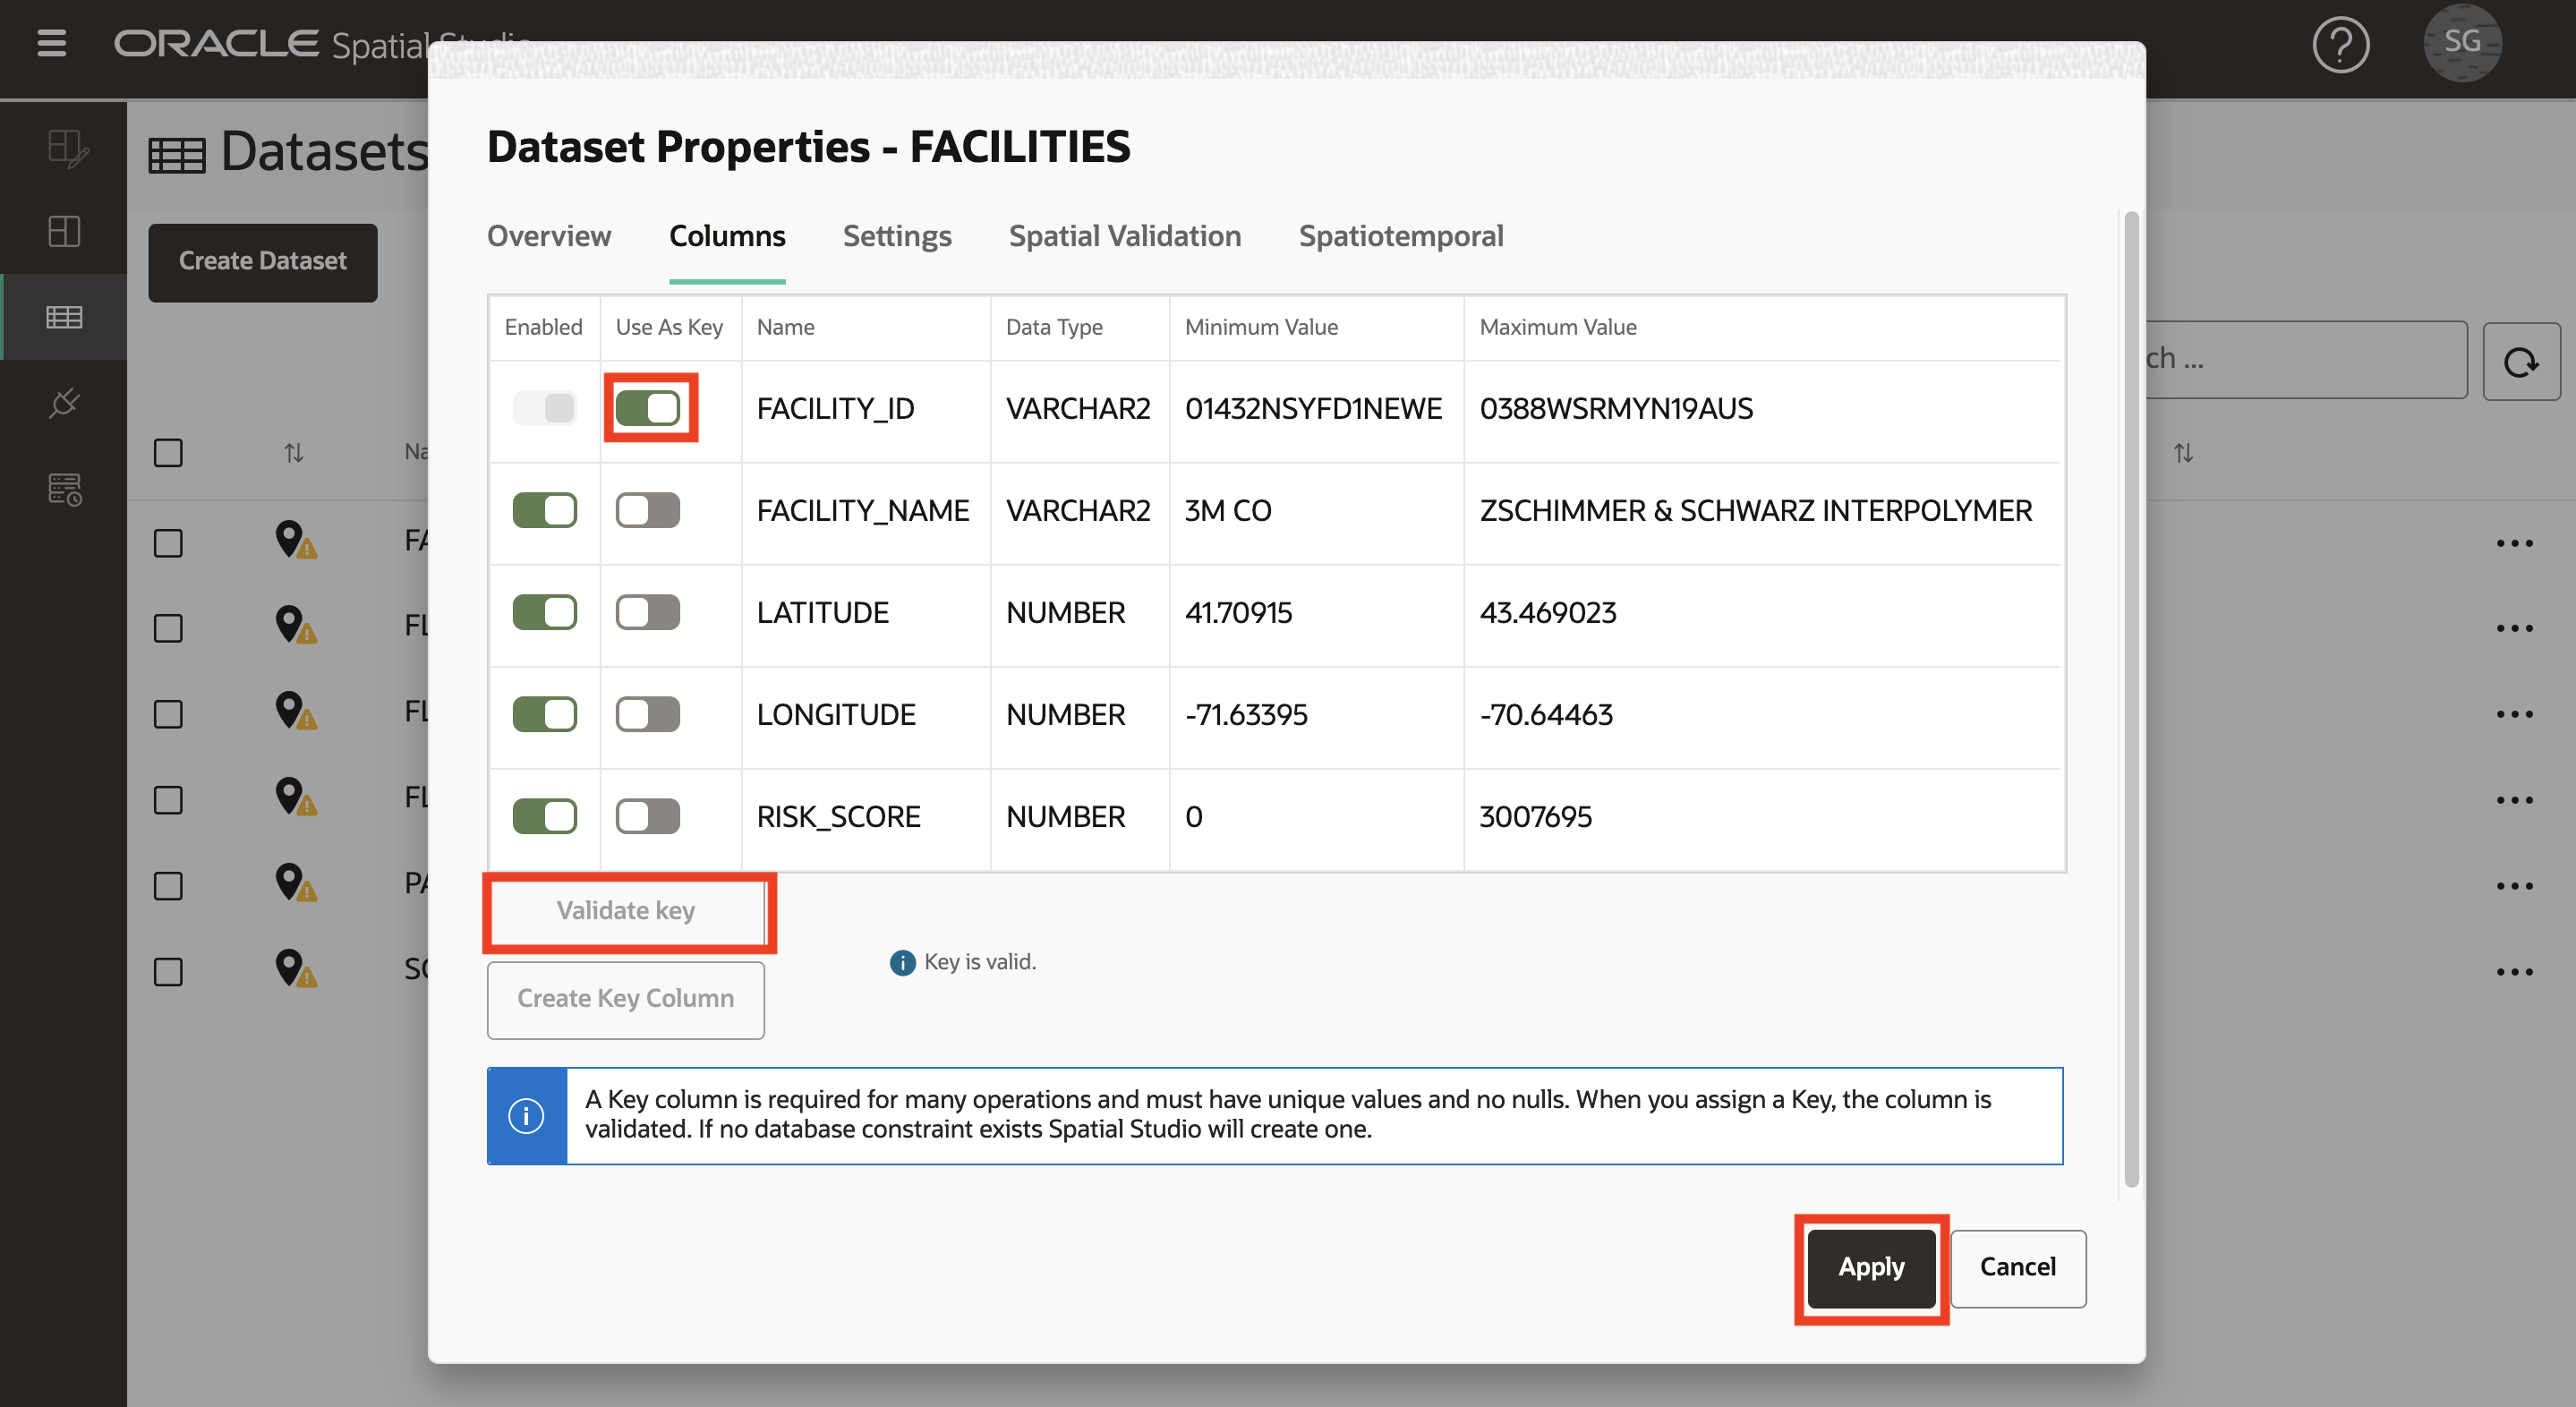 ORACLE Spatial Studio
SG
Datasets
Create Dataset
Dataset Properties - FACILITIES
Overview Columns Settings Spatial Validation Spatiotemporal
Enabled Use As Key Name Data Type Minimum Value Maximum Value
FACILITY_ID VARCHAR2 01432NSYFD1NEWE 0388WSRMYN19AUS
FACILITY_NAME VARCHAR2 3M CO ZSCHIMMER & SCHWARZ INTERPOLYMER
LATITUDE NUMBER 41.70915 43.469023
LONGITUDE NUMBER -71.63395 -70.64463
RISK_SCORE NUMBER 0 3007695
Validate key
Key is valid.
Create Key Column
A Key column is required for many operations and must have unique values and no nulls. When you assign a Key, the column is
validated. If no database constraint exists Spatial Studio will create one.
Apply Cancel
ch ...
Na
FA
FL
FL
FL
PA
SC